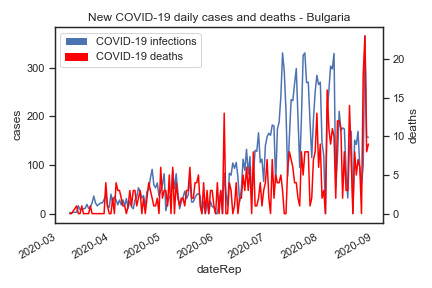 New COVID-19 daily cases and deaths - Bulgaria
COVID-19 infections
COVID-19 deaths
300
200
100
0
cases
20
15
10
5
0
deaths
2020-03
2020-04
2020-05
2020-06
2020-07
2020-08
2020-09
dateRep